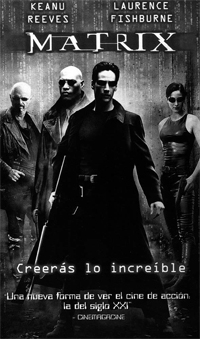 KEANU LAURENCE
REEVES FISHBURNE
MATRIX
Creerás lo increíble
"Una nueva forma de ver el cine de acción:
la del siglo XXI"
CINEMAGAZINE